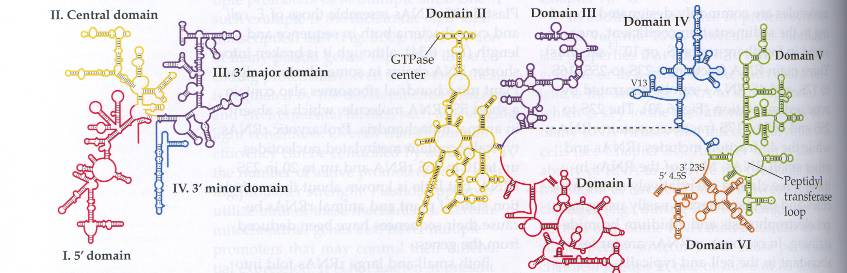 II. Central domain
III. 3′ major domain
IV. 3′ minor domain
I. 5′ domain
Domain II
GTPase
center
Domain III
Domain IV
V13
Domain V
Domain I
3′ 23S
5′ 4.5S
Peptidyl
transferase
loop
Domain VI